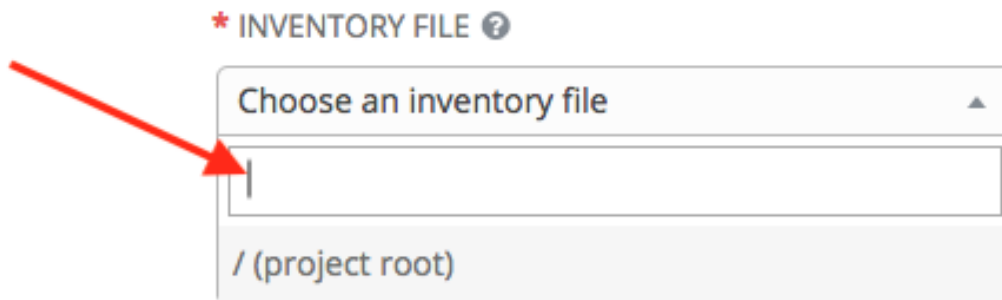 * INVENTORY FILE ?
Choose an inventory file
/ (project root)